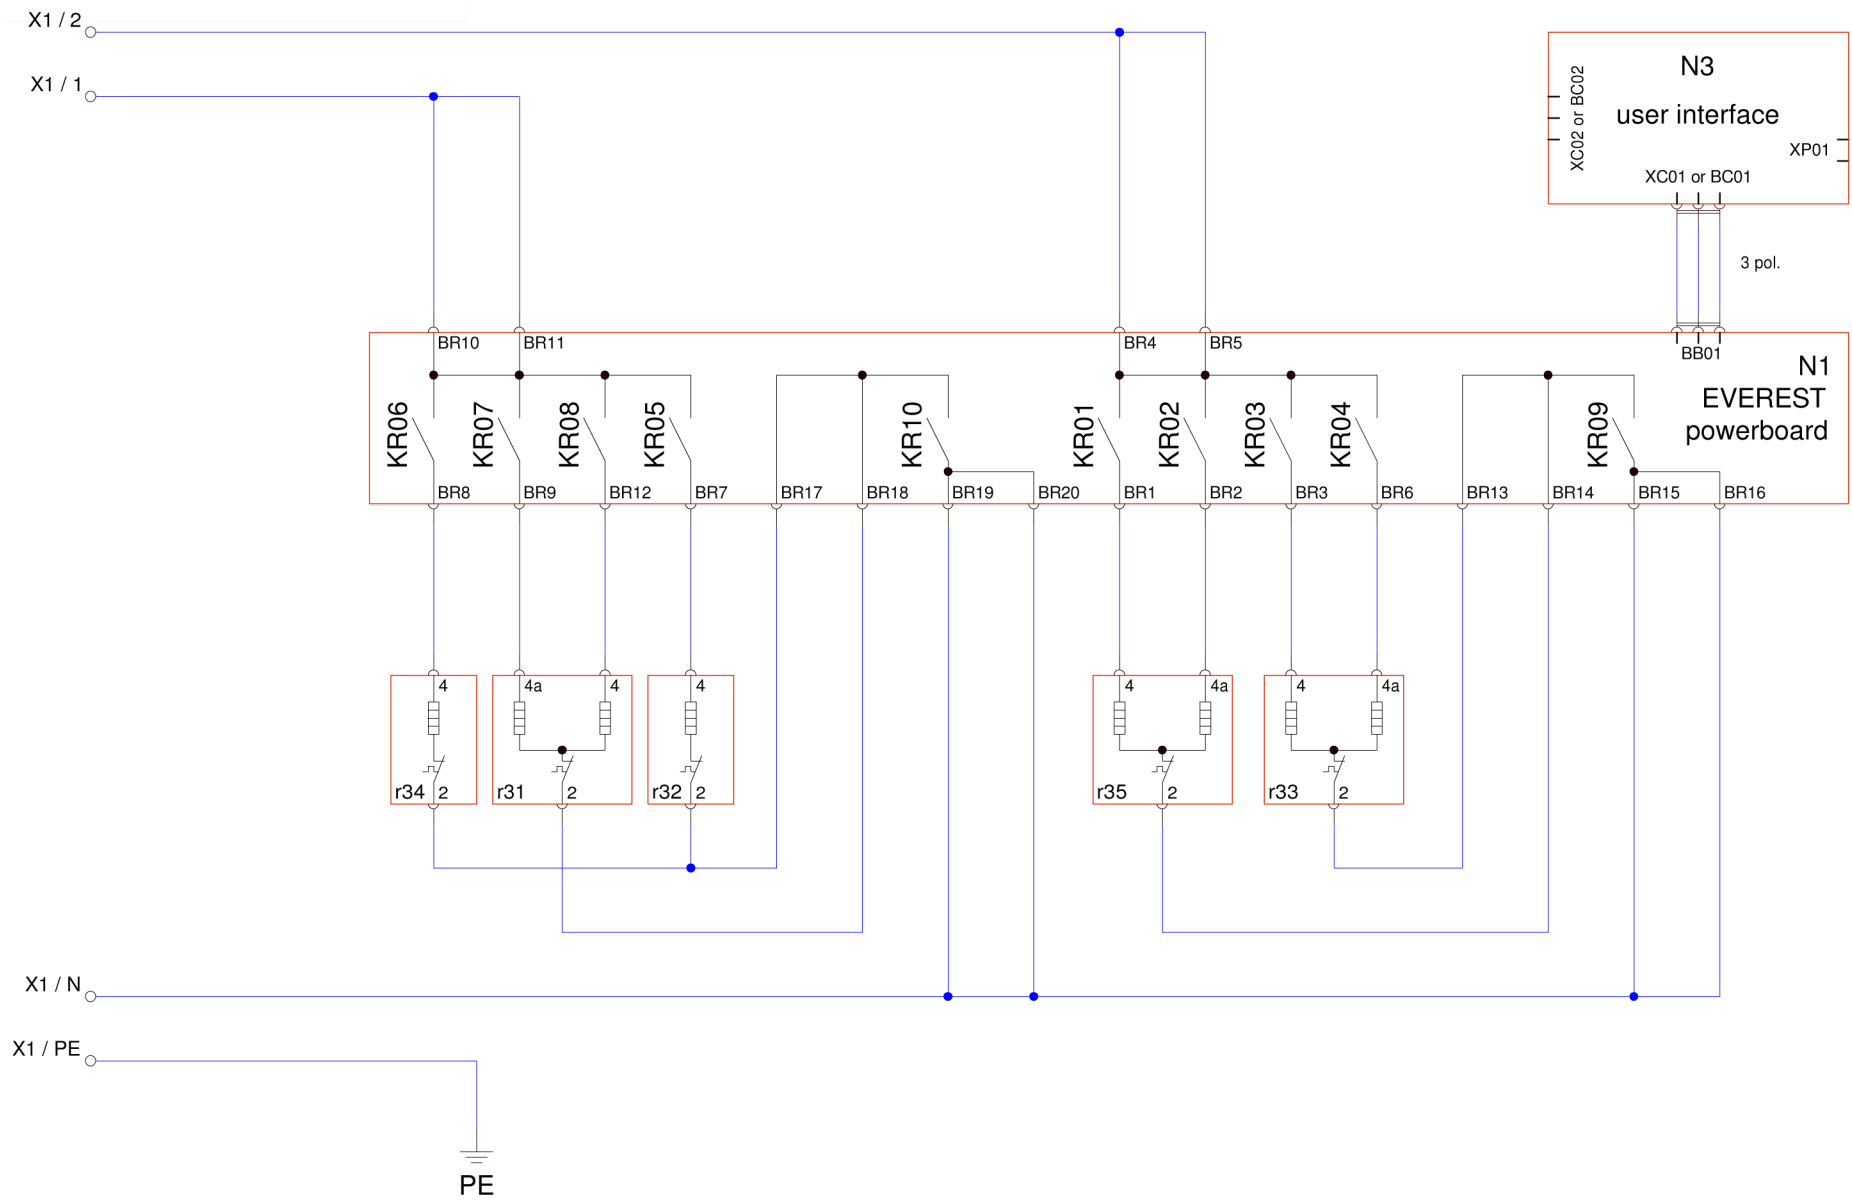 X1 / 2
X1 / 1
N3
user interface
XC02 or BC02
XP01
XC01 or BC01
3 pol.
BR10
BR11
BR4
BR5
BB01
N1
EVEREST
powerboard
KR06
KR07
KR08
KR05
KR10
KR01
KR02
KR03
KR04
KR09
BR8
BR9
BR12
BR7
BR17
BR18
BR19
BR20
BR1
BR2
BR3
BR6
BR13
BR14
BR15
BR16
4
4a
4
4
4
4a
4
4a
r34
2
r31
2
r32
2
r35
2
r33
2
X1 / N
X1 / PE
PE